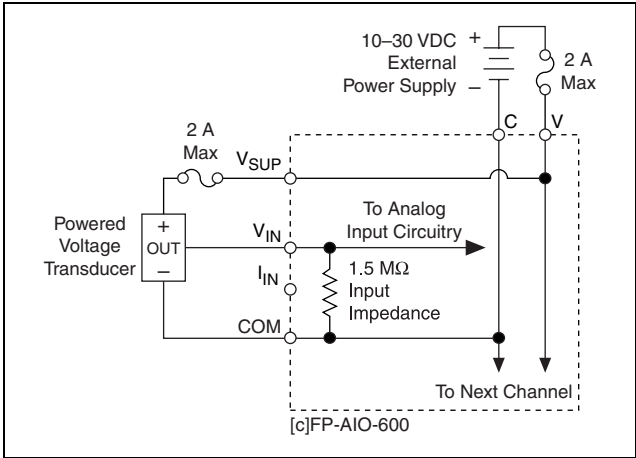 10–30 VDC
External
Power Supply
+
–
2 A
Max
C
V
2 A
Max
VSUP
Powered
Voltage
Transducer
+
OUT
–
VIN
To Analog
Input Circuitry
IIN
1.5 MΩ
Input
Impedance
COM
To Next Channel
[c]FP-AIO-600